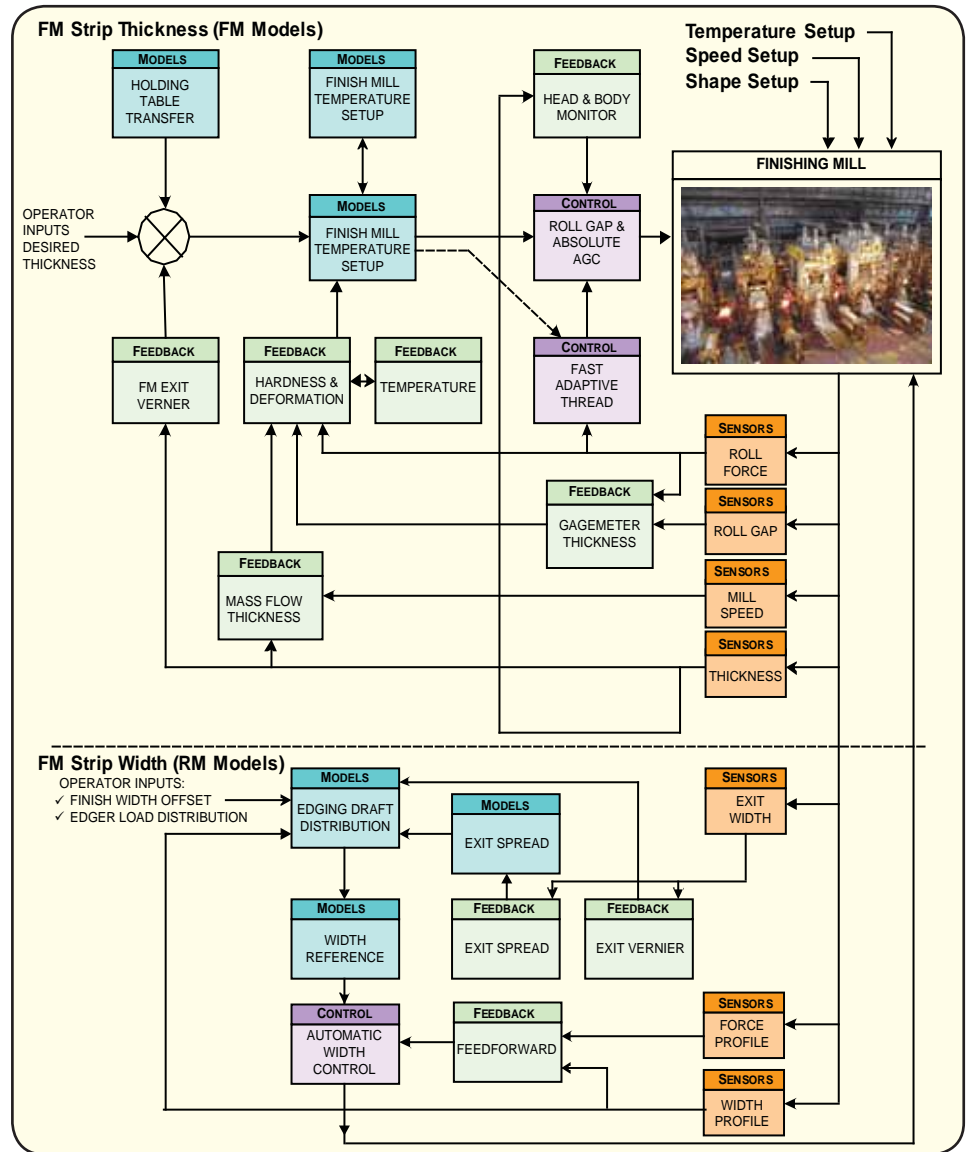 FM Strip Thickness (FM Models)
Temperature Setup
Speed Setup
Shape Setup
MODELS
HOLDING
TABLE
TRANSFER
MODELS
FINISH MILL
TEMPERATURE
SETUP
FEEDBACK
HEAD & BODY
MONITOR
FINISHING MILL
OPERATOR
INPUTS
DESIRED
THICKNESS
MODELS
FINISH MILL
TEMPERATURE
SETUP
CONTROL
ROLL GAP &
ABSOLUTE
AGC
FEEDBACK
FM EXIT
VERNER
FEEDBACK
HARDNESS &
DEFORMATION
FEEDBACK
TEMPERATURE
CONTROL
FAST
ADAPTIVE
THREAD
SENSORS
ROLL
FORCE
FEEDBACK
GAGEMETER
THICKNESS
SENSORS
ROLL GAP
FEEDBACK
MASS FLOW
THICKNESS
SENSORS
MILL
SPEED
SENSORS
THICKNESS
FM Strip Width (RM Models)
OPERATOR INPUTS:
✓ FINISH WIDTH OFFSET
✓ EDGER LOAD DISTRIBUTION
MODELS
EDGING DRAFT
DISTRIBUTION
MODELS
EXIT SPREAD
SENSORS
EXIT
WIDTH
MODELS
WIDTH
REFERENCE
FEEDBACK
EXIT SPREAD
FEEDBACK
EXIT VERNIER
CONTROL
AUTOMATIC
WIDTH
CONTROL
FEEDBACK
FEEDFORWARD
SENSORS
FORCE
PROFILE
SENSORS
WIDTH
PROFILE